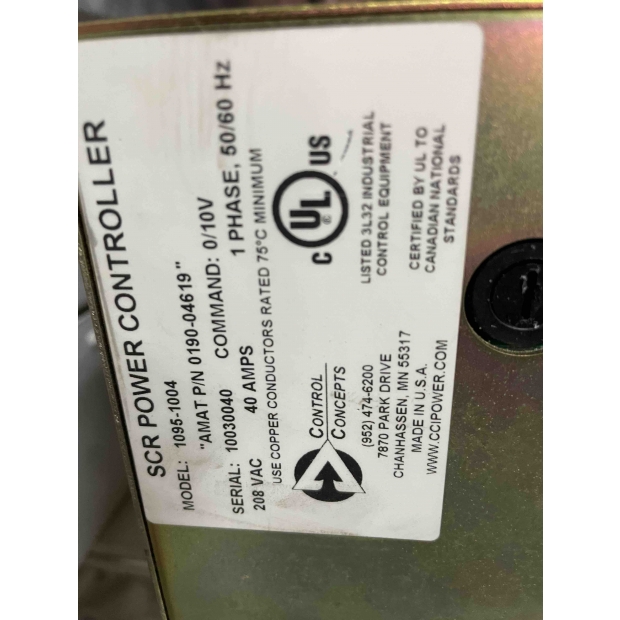 SCR POWER CONTROLLER
MODEL: 1095-1004
"AMAT P/N 0190-04619"
SERIAL: 10030040 COMMAND: 0/10V
208 VAC 40 AMPS 1 PHASE, 50/60 Hz
USE COPPER CONDUCTORS RATED 75°C MINIMUM
CONTROL
CONCEPTS
(952) 474-6200
7870 PARK DRIVE
CHANHASSEN, MN 55317
MADE IN U.S.A.
WWW.CCIPOWER.COM
C UL ® US
LISTED 3L32 INDUSTRIAL
CONTROL EQUIPMENT
CERTIFIED BY UL TO
CANADIAN NATIONAL
STANDARDS